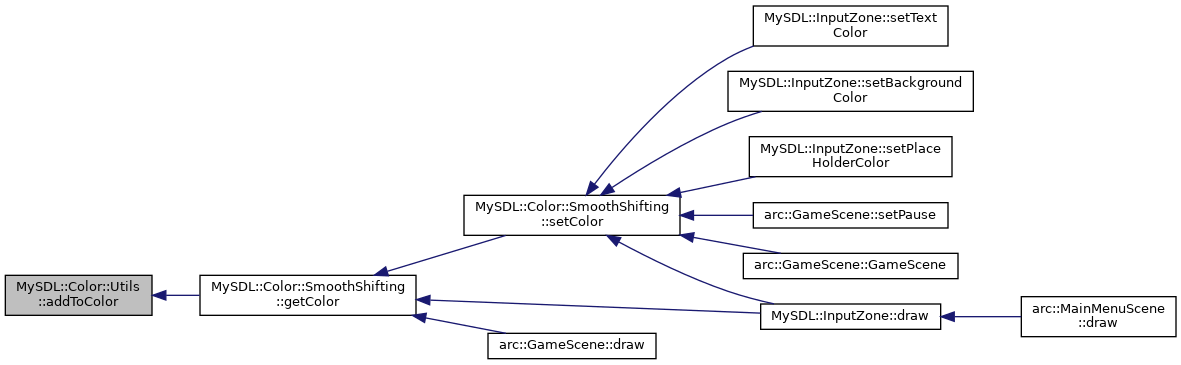 MySDL::InputZone::setText
Color
MySDL::InputZone::setBackground
Color
MySDL::InputZone::setPlace
HolderColor
MySDL::Color::SmoothShifting
::setColor
arc::GameScene::setPause
arc::GameScene::GameScene
MySDL::Color::Utils
::addToColor
MySDL::Color::SmoothShifting
::getColor
MySDL::InputZone::draw
arc::MainMenuScene
::draw
arc::GameScene::draw